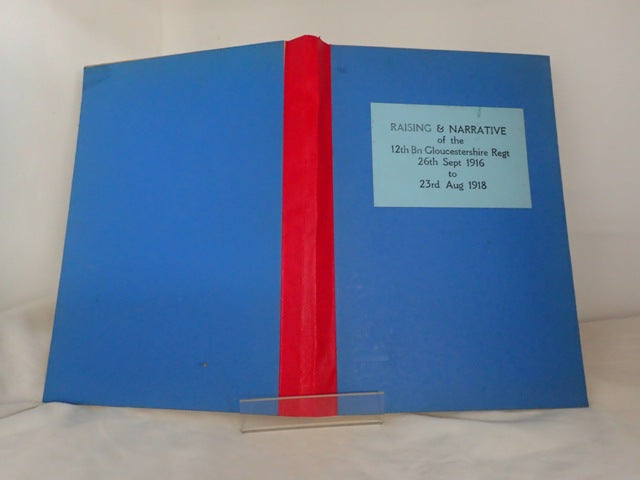 RAISING & NARRATIVE
of the
12th Bn Gloucestershire Regt
26th Sept 1916
to
23rd Aug 1918